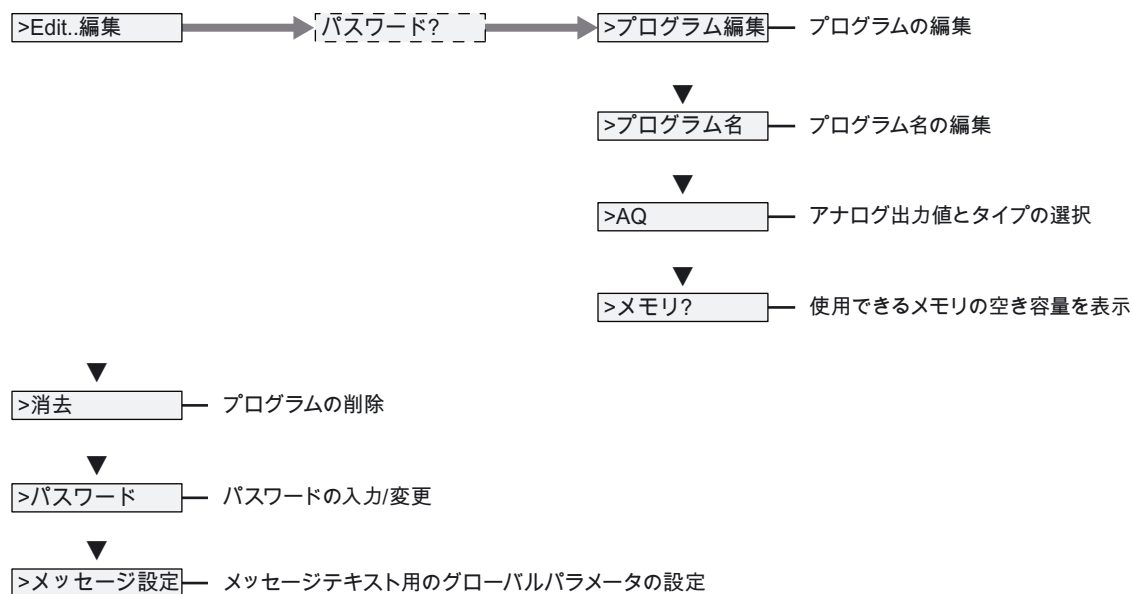 >Edit..編集 パスワード? >プログラム編集 プログラムの編集
>プログラム名 プログラム名の編集
>AQ アナログ出力値とタイプの選択
>メモリ? 使用できるメモリの空き容量を表示
>消去 プログラムの削除
>パスワード パスワードの入力/変更
>メッセージ設定 メッセージテキスト用のグローバルパラメータの設定